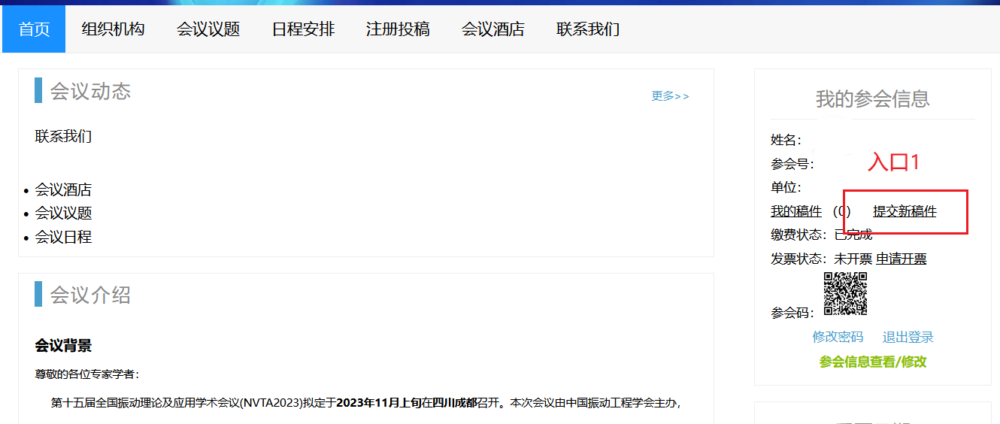 首页 组织机构 会议议题 日程安排 注册投稿 会议酒店 联系我们
会议动态
更多>>
联系我们
会议酒店
会议议题
会议日程
会议介绍
会议背景
尊敬的各位专家学者：
第十五届全国振动理论及应用学术会议(NVTA2023)拟定于2023年11月上旬在四川成都召开。本次会议由中国振动工程学会主办，
我的参会信息
姓名：
参会号：
入口1
单位：
我的稿件 (0) 提交新稿件
缴费状态：已完成
发票状态：未开票 申请开票
参会码：
修改密码 退出登录
参会信息查看/修改